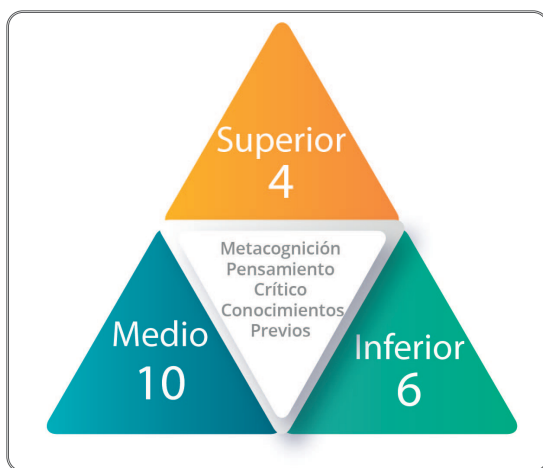 Superior
4
Metacognición
Pensamiento
Crítico
Conocimientos
Previos
Medio
10
Inferior
6